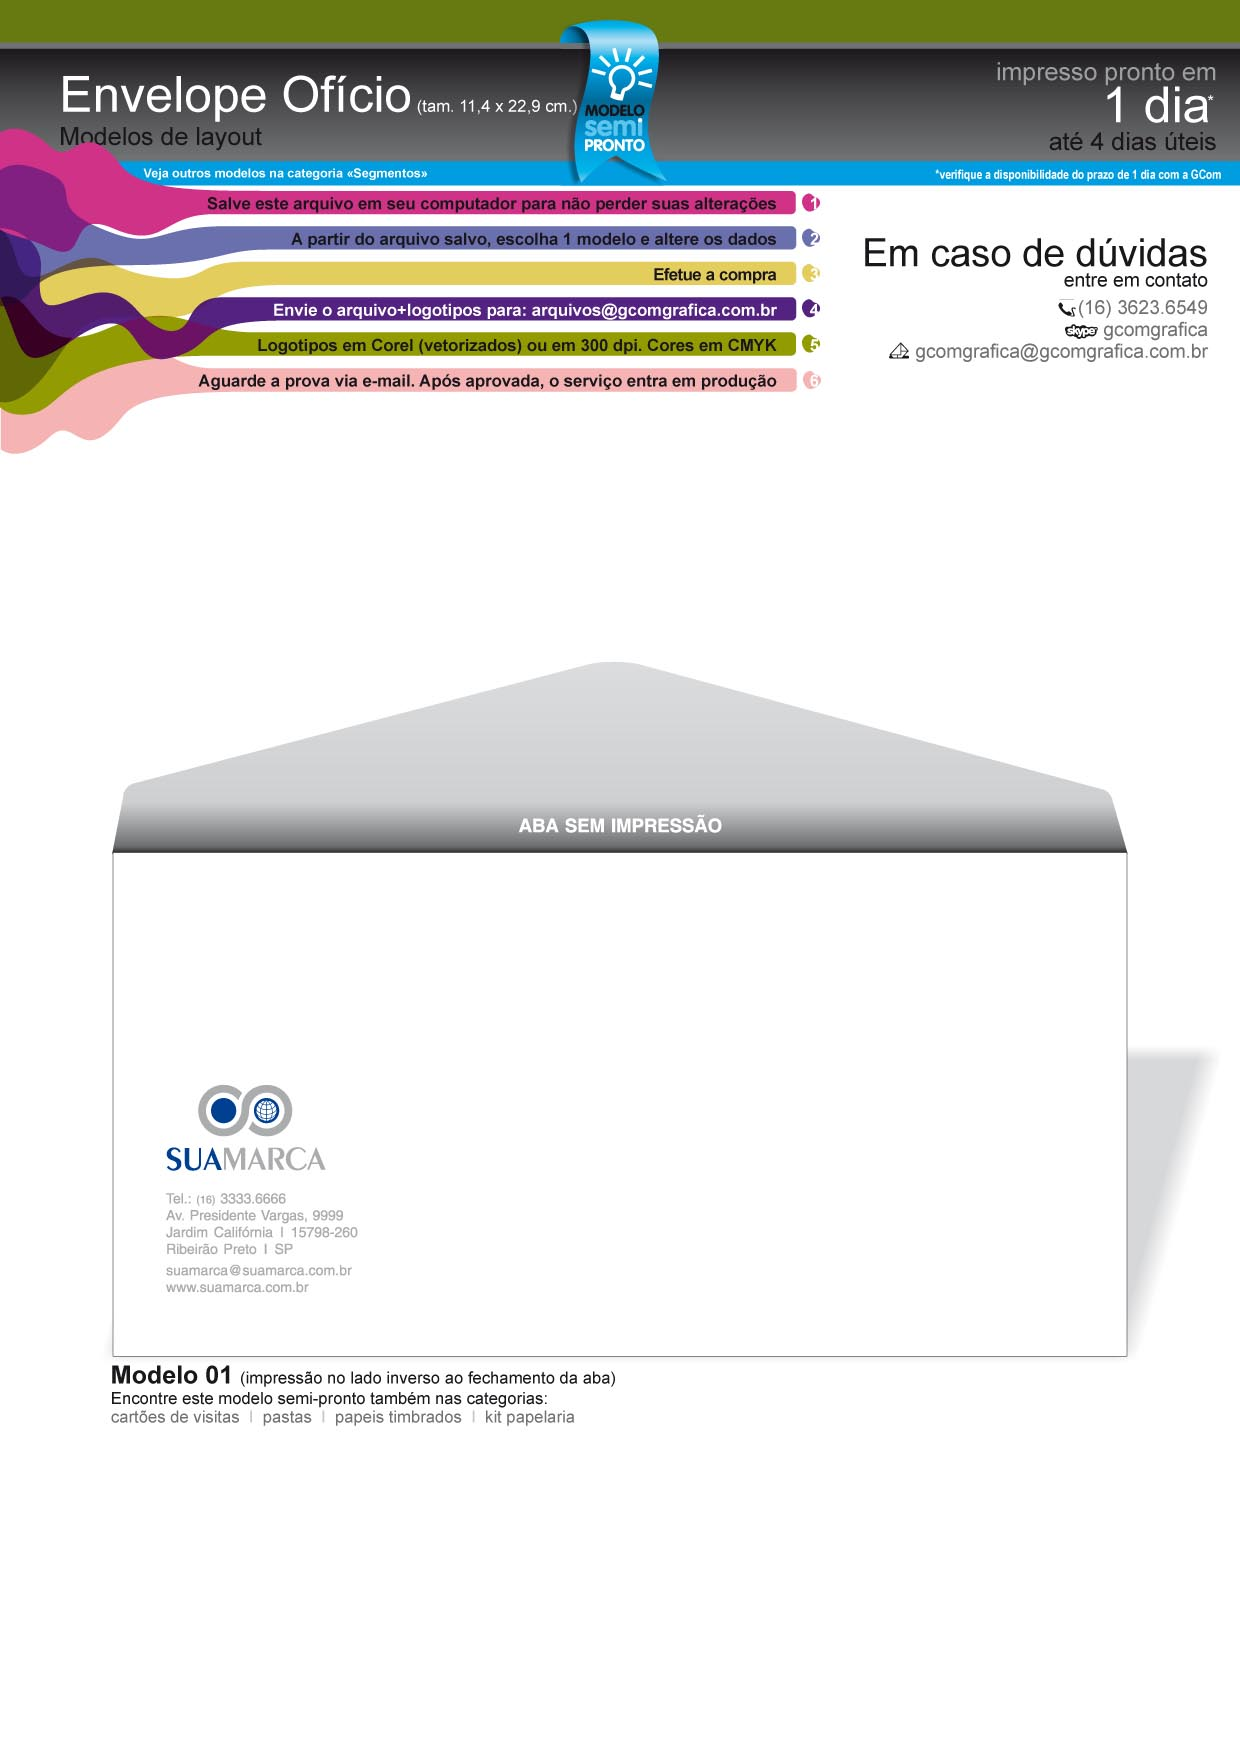 Envelope Ofício (tam. 11,4 x 22,9 cm.)
Modelos de layout
MODELO
semi
PRONTO
impresso pronto em
1 dia*
até 4 dias úteis
Veja outros modelos na categoria «Segmentos»
*verifique a disponibilidade do prazo de 1 dia com a GCom
Salve este arquivo em seu computador para não perder suas alterações 1
A partir do arquivo salvo, escolha 1 modelo e altere os dados 2
Efetue a compra 3
Envie o arquivo+logotipos para: arquivos@gcomgrafica.com.br 4
Logotipos em Corel (vetorizados) ou em 300 dpi. Cores em CMYK 5
Aguarde a prova via e-mail. Após aprovada, o serviço entra em produção 6
Em caso de dúvidas
entre em contato
(16) 3623.6549
skype gcomgrafica
gcomgrafica@gcomgrafica.com.br
ABA SEM IMPRESSÃO
SUAMARCA
Tel.: (16) 3333.6666
Av. Presidente Vargas, 9999
Jardim Califórnia I 15798-260
Ribeirão Preto I SP
suamarca@suamarca.com.br
www.suamarca.com.br
Modelo 01 (impressão no lado inverso ao fechamento da aba)
Encontre este modelo semi-pronto também nas categorias:
cartões de visitas I pastas I papeis timbrados I kit papelaria